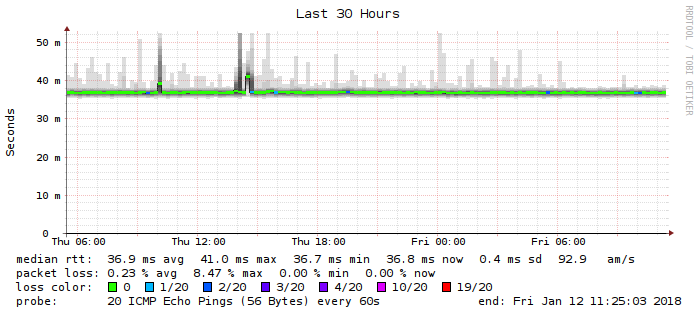 Last 30 Hours
RRDTOOL / TOBI OETIKER
Seconds
50 m
40 m
30 m
20 m
10 m
0
Thu 06:00 Thu 12:00 Thu 18:00 Fri 00:00 Fri 06:00
median rtt: 36.9 ms avg 41.0 ms max 36.7 ms min 36.8 ms now 0.4 ms sd 92.9 am/s
packet loss: 0.23 % avg 8.47 % max 0.00 % min 0.00 % now
loss color: 0 1/20 2/20 3/20 4/20 10/20 19/20
probe: 20 ICMP Echo Pings (56 Bytes) every 60s end: Fri Jan 12 11:25:03 2018